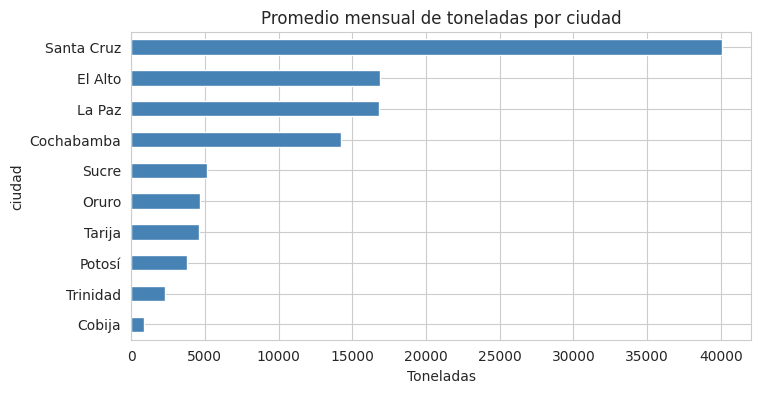 Promedio mensual de toneladas por ciudad
ciudad
Santa Cruz
El Alto
La Paz
Cochabamba
Sucre
Oruro
Tarija
Potosí
Trinidad
Cobija
0 5000 10000 15000 20000 25000 30000 35000 40000
Toneladas